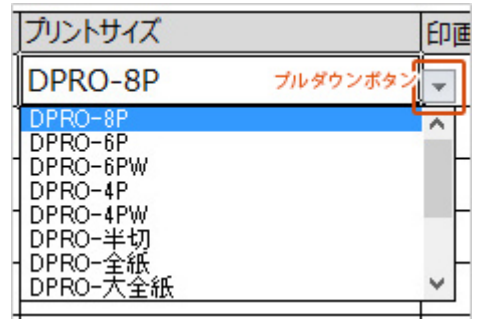 プリントサイズ 印画
DPRO-8P プルダウンボタン
DPRO-8P
DPRO-6P
DPRO-6PW
DPRO-4P
DPRO-4PW
DPRO-半切
DPRO-全紙
DPRO-大全紙